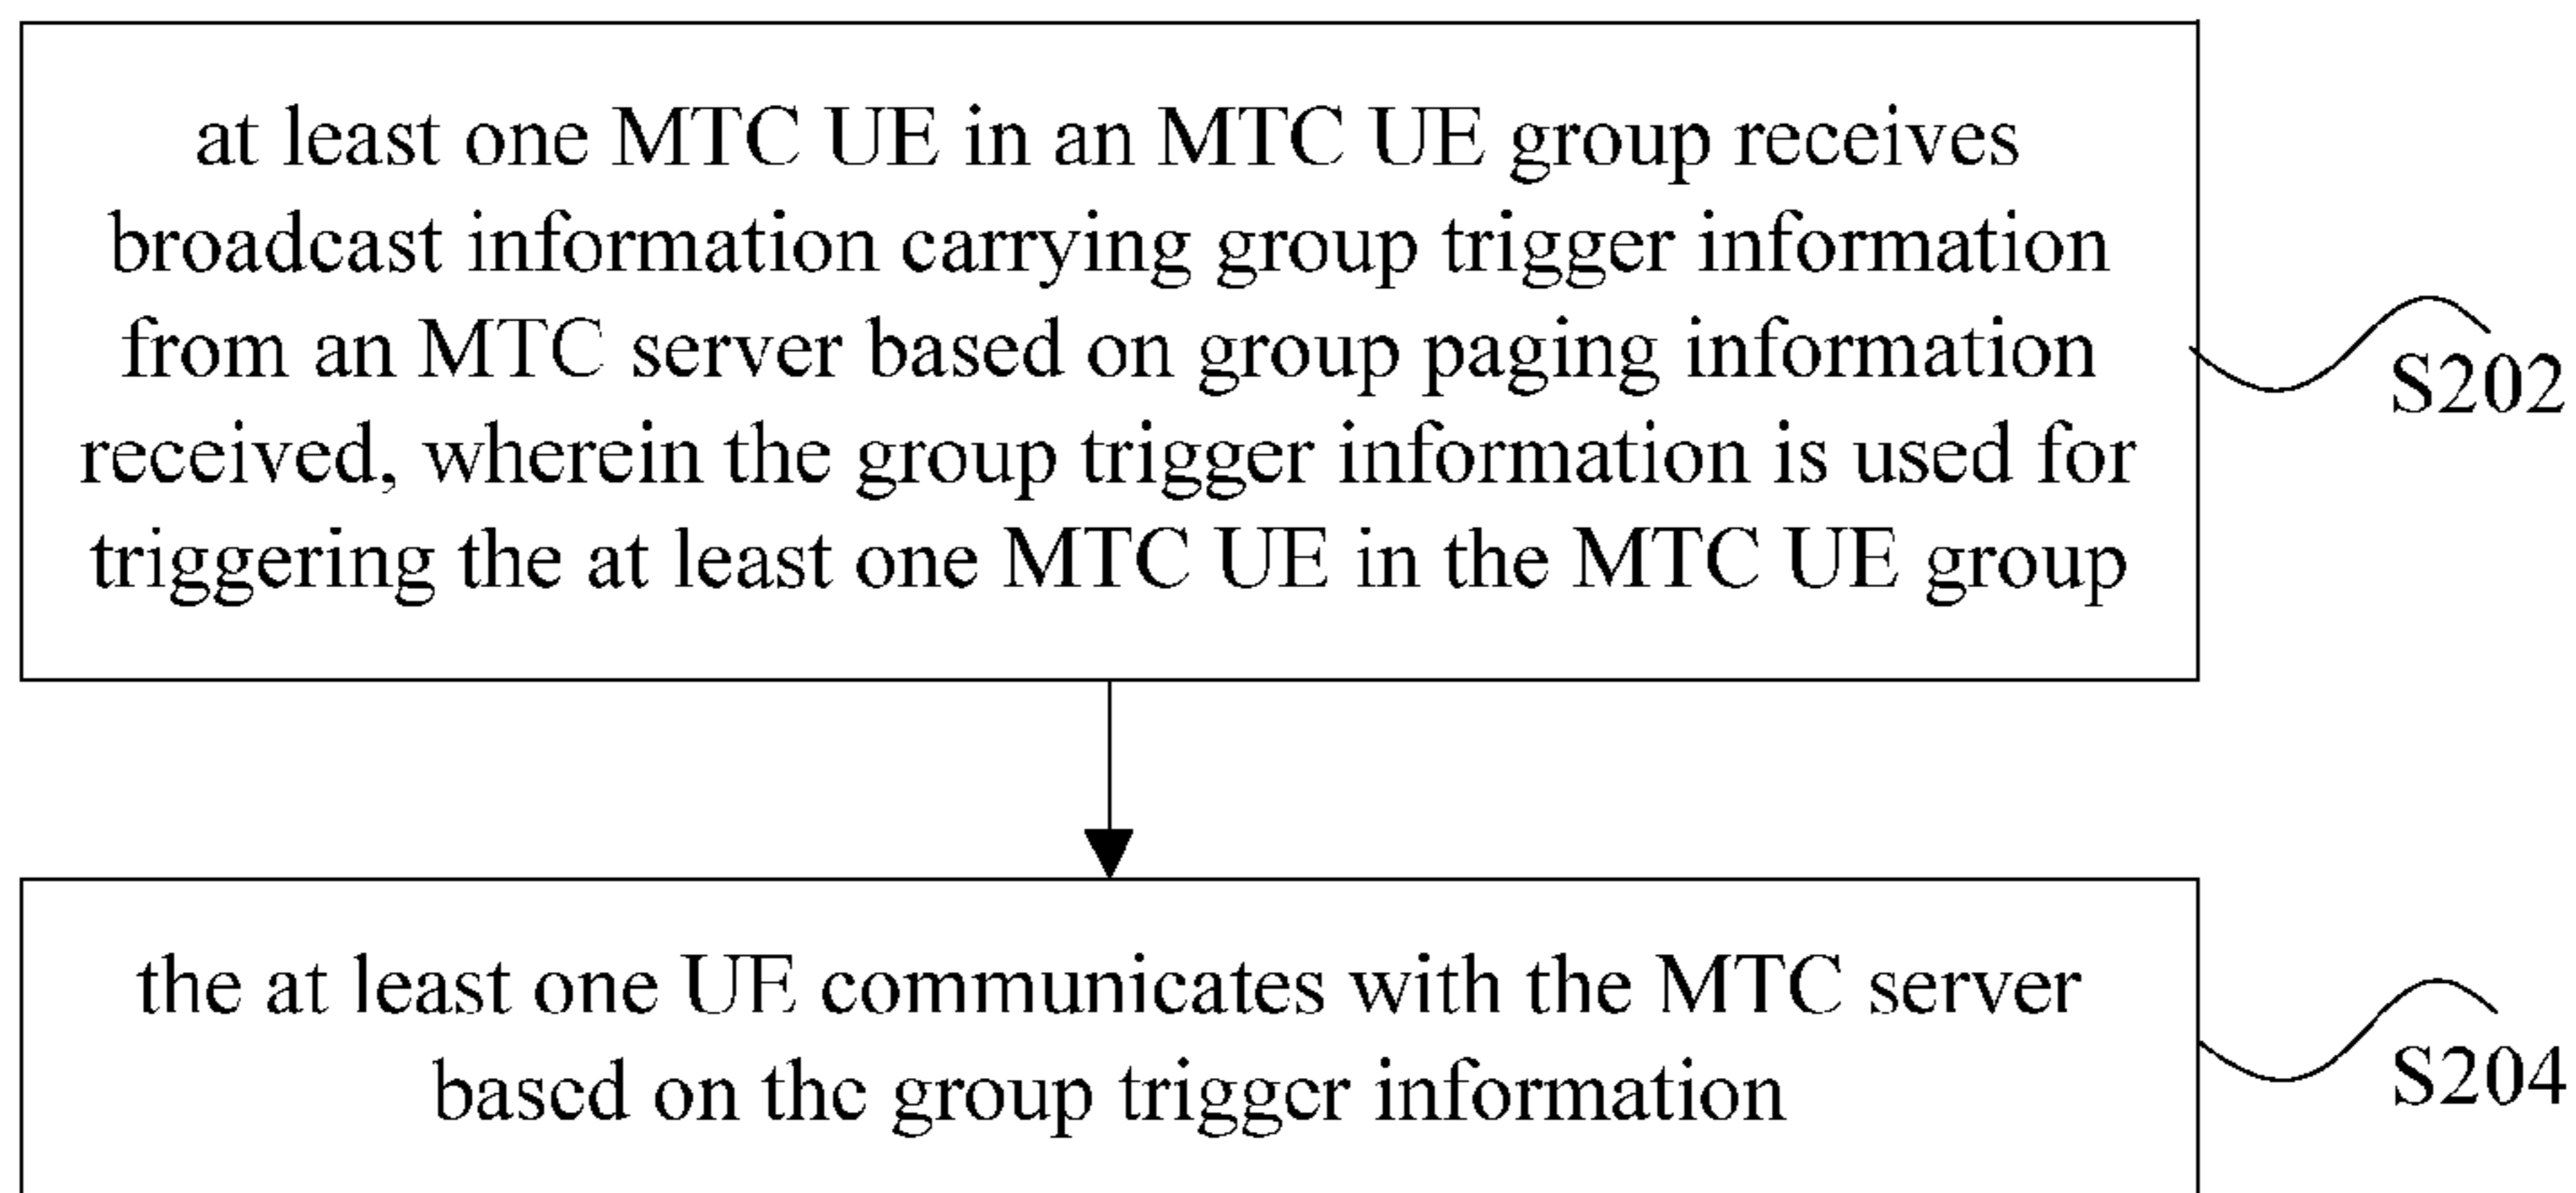 at least one MTC UE in an MTC UE group receives
broadcast information carrying group trigger information
from an MTC server based on group paging information
received, wherein the group trigger information is used for
triggering the at least one MTC UE in the MTC UE group
S202
the at least one UE communicates with the MTC server
based on the group trigger information
S204